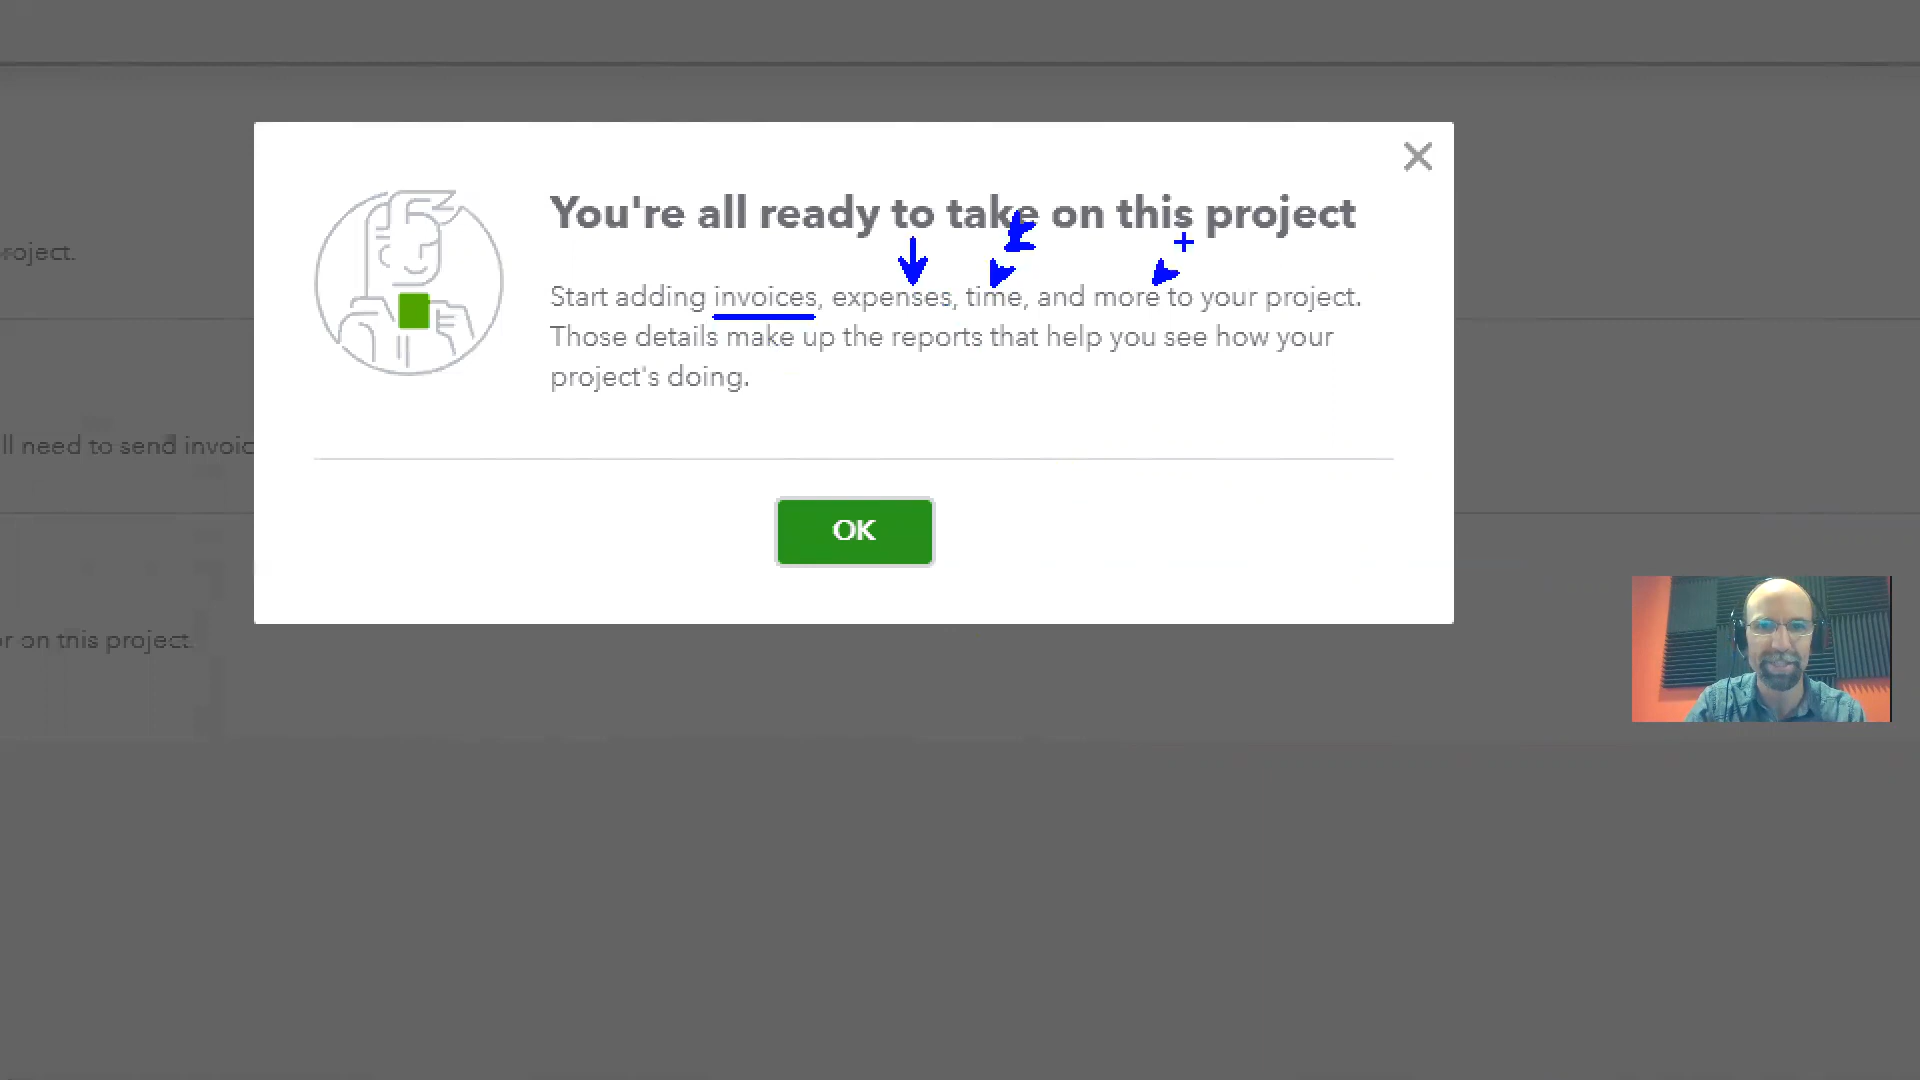 You're all ready to take on this project
roject.
Start adding invoices, expenses, time, and more to your project.
Those details make up the reports that help you see how your
project's doing.
ll need to send invoic
OK
or on this project.